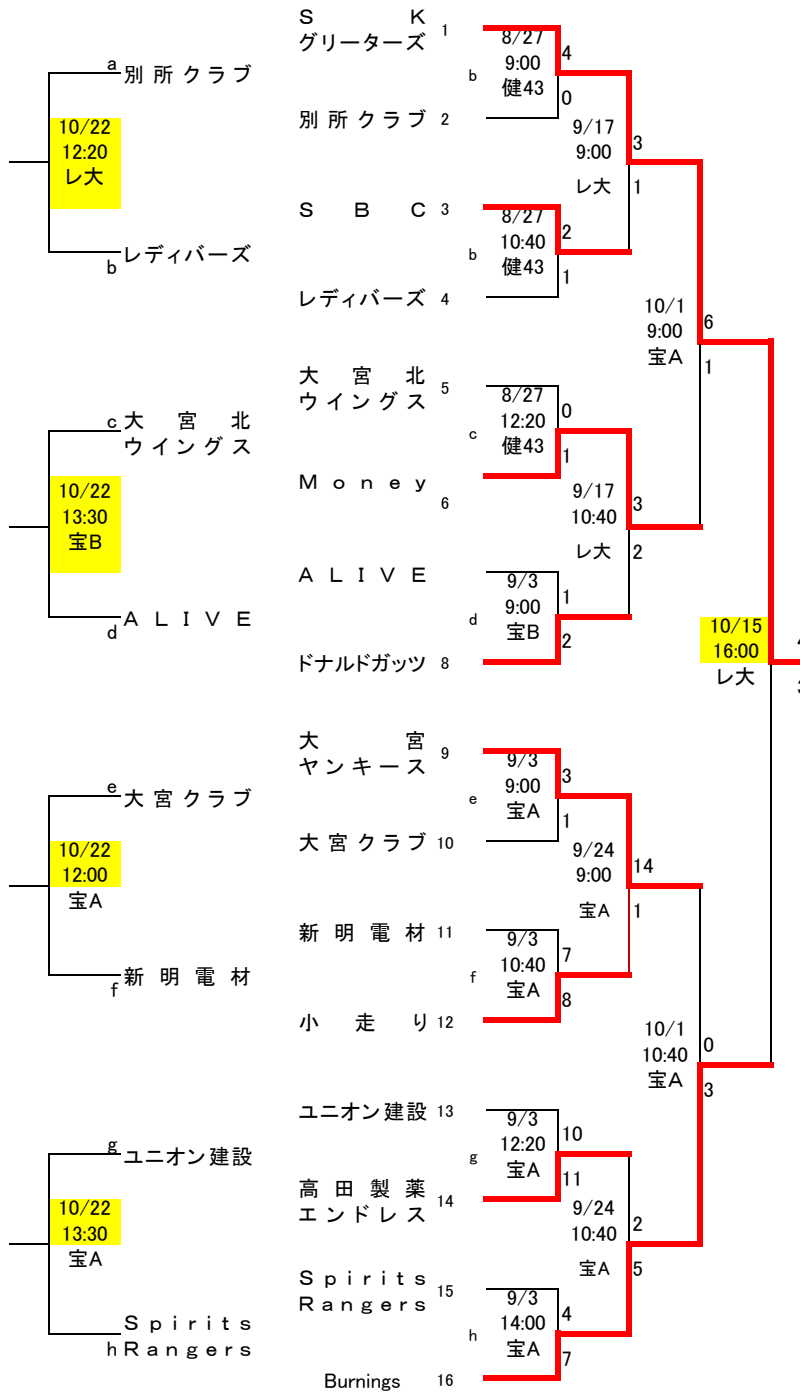 a 別所クラブ
10/22
12:20
レ大
b レディバーズ
c 大宮北
ウイングス
10/22
13:30
宝B
d ALIVE
e 大宮クラブ
10/22
12:00
宝A
f 新明電材
g ユニオン建設
10/22
13:30
宝A
Spirits
h Rangers
SK
グリーターズ 1
別所クラブ 2
SBC 3
レディバーズ 4
大宮北
ウイングス 5
Money
6
ALIVE
ドナルドガッツ 8
大宮
ヤンキース 9
大宮クラブ 10
新明電材 11
小走り 12
ユニオン建設 13
高田製薬
エンドレス 14
Spirits
Rangers 15
Burnings 16
8/27
9:00
健43
b
4
0
8/27
10:40
健43
b
2
1
8/27
12:20
健43
c
0
1
9/3
9:00
宝B
d
1
2
9/3
9:00
宝A
e
3
1
9/3
10:40
宝A
f
7
8
9/3
12:20
宝A
g
10
11
9/3
14:00
宝A
h
4
7
9/17
9:00
レ大
3
1
9/17
10:40
レ大
3
2
9/24
9:00
宝A
14
1
9/24
10:40
宝A
2
5
10/1
9:00
宝A
6
1
10/1
10:40
宝A
0
3
10/15
16:00
レ大